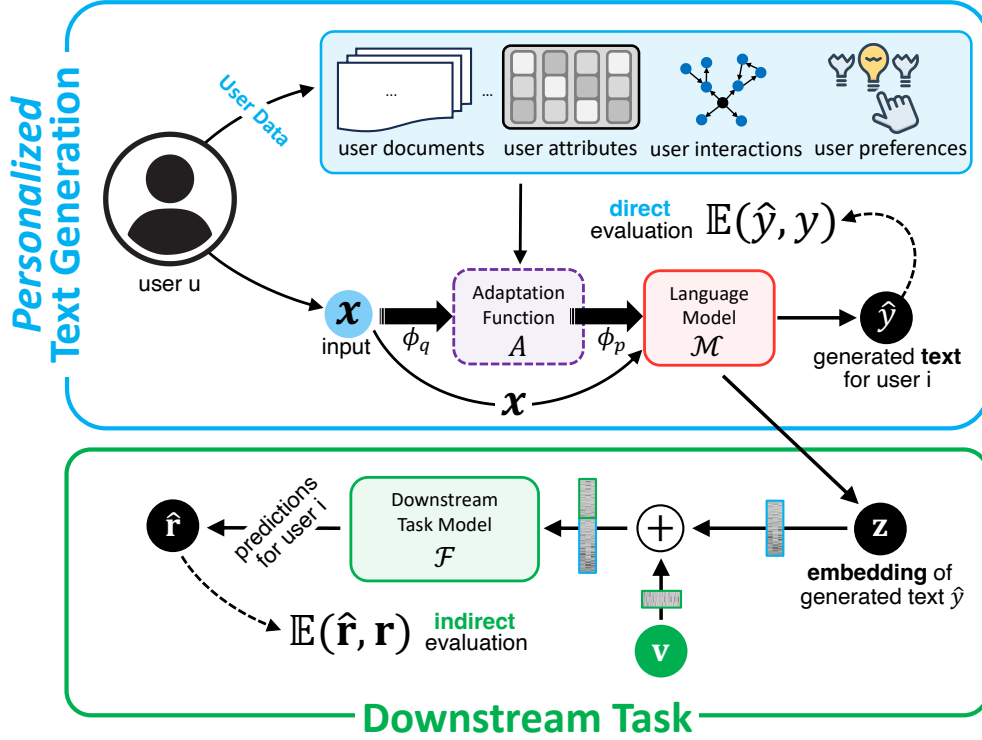 Personalized
Text Generation
User Data
...
...
user documents
user attributes
user interactions
user preferences
user u
direct
evaluation
𝔼(ŷ, y)
x
input
ϕ_q
Adaptation
Function
A
ϕ_p
Language
Model
ℳ
ŷ
generated text
for user i
x
r̂
predictions
for user i
Downstream
Task Model
ℱ
+
z
embedding of
generated text ŷ
𝔼(r̂, r)
indirect
evaluation
v
Downstream Task